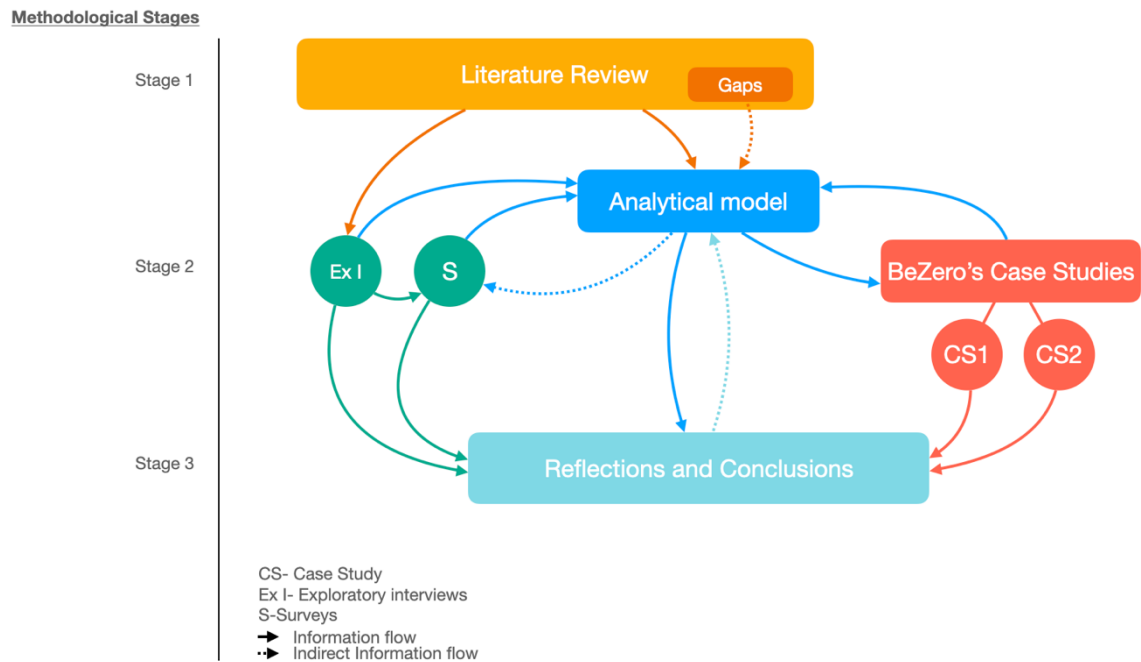 Methodological Stages
Stage 1
Literature Review
Gaps
Analytical model
Stage 2
Ex I
S
BeZero's Case Studies
CS1
CS2
Stage 3
Reflections and Conclusions
CS- Case Study
Ex I- Exploratory interviews
S-Surveys
Information flow
Indirect Information flow